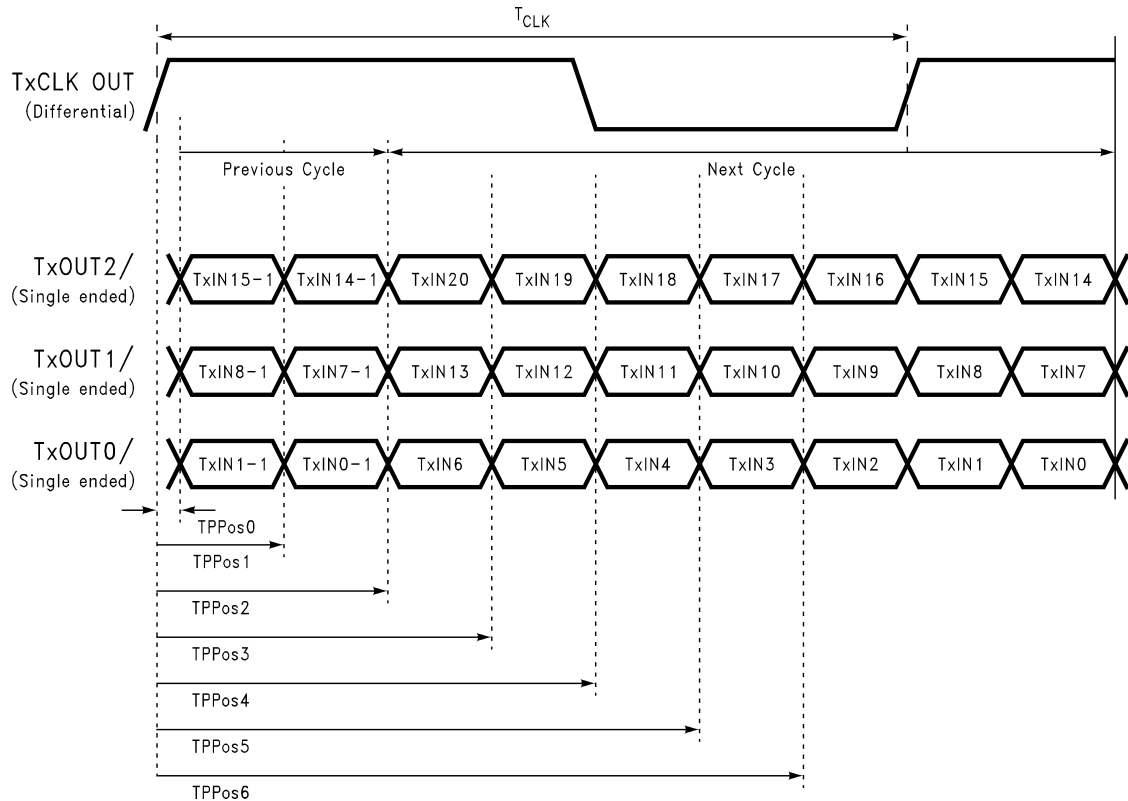 TCLK
TxCLK OUT
(Differential)
Previous Cycle
Next Cycle
TxOUT2/
(Single ended)
TxIN15-1 TxIN14-1 TxIN20 TxIN19 TxIN18 TxIN17 TxIN16 TxIN15 TxIN14
TxOUT1/
(Single ended)
TxIN8-1 TxIN7-1 TxIN13 TxIN12 TxIN11 TxIN10 TxIN9 TxIN8 TxIN7
TxOUT0/
(Single ended)
TxIN1-1 TxIN0-1 TxIN6 TxIN5 TxIN4 TxIN3 TxIN2 TxIN1 TxIN0
TPPos0
TPPos1
TPPos2
TPPos3
TPPos4
TPPos5
TPPos6